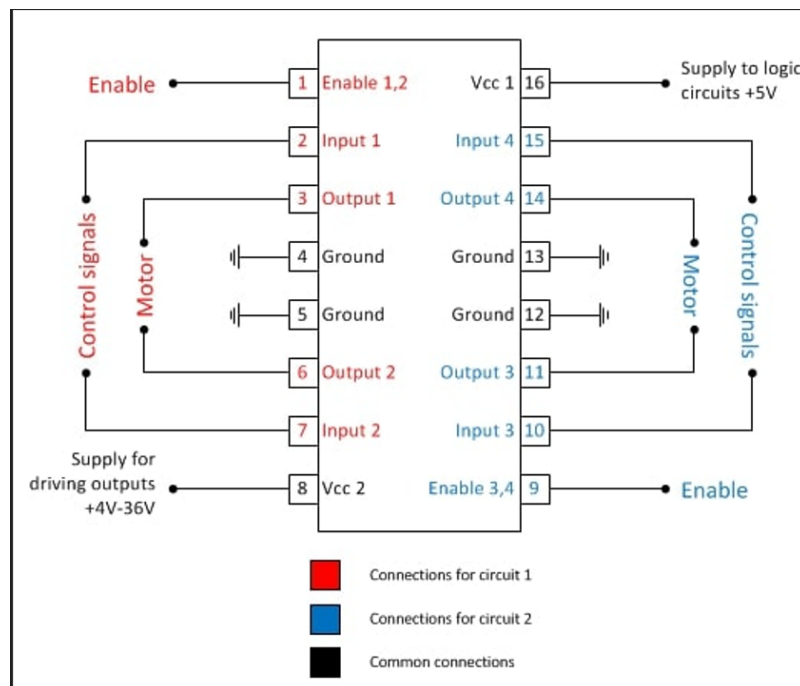 Enable
1 Enable 1,2
Vcc 1 16
Supply to logic
circuits +5V
2 Input 1
Input 4 15
3 Output 1
Output 4 14
Control signals
Motor
4 Ground
Ground 13
Motor
Control signals
5 Ground
Ground 12
6 Output 2
Output 3 11
7 Input 2
Input 3 10
Supply for
driving outputs
+4V-36V
8 Vcc 2
Enable 3,4 9
Enable
Connections for circuit 1
Connections for circuit 2
Common connections